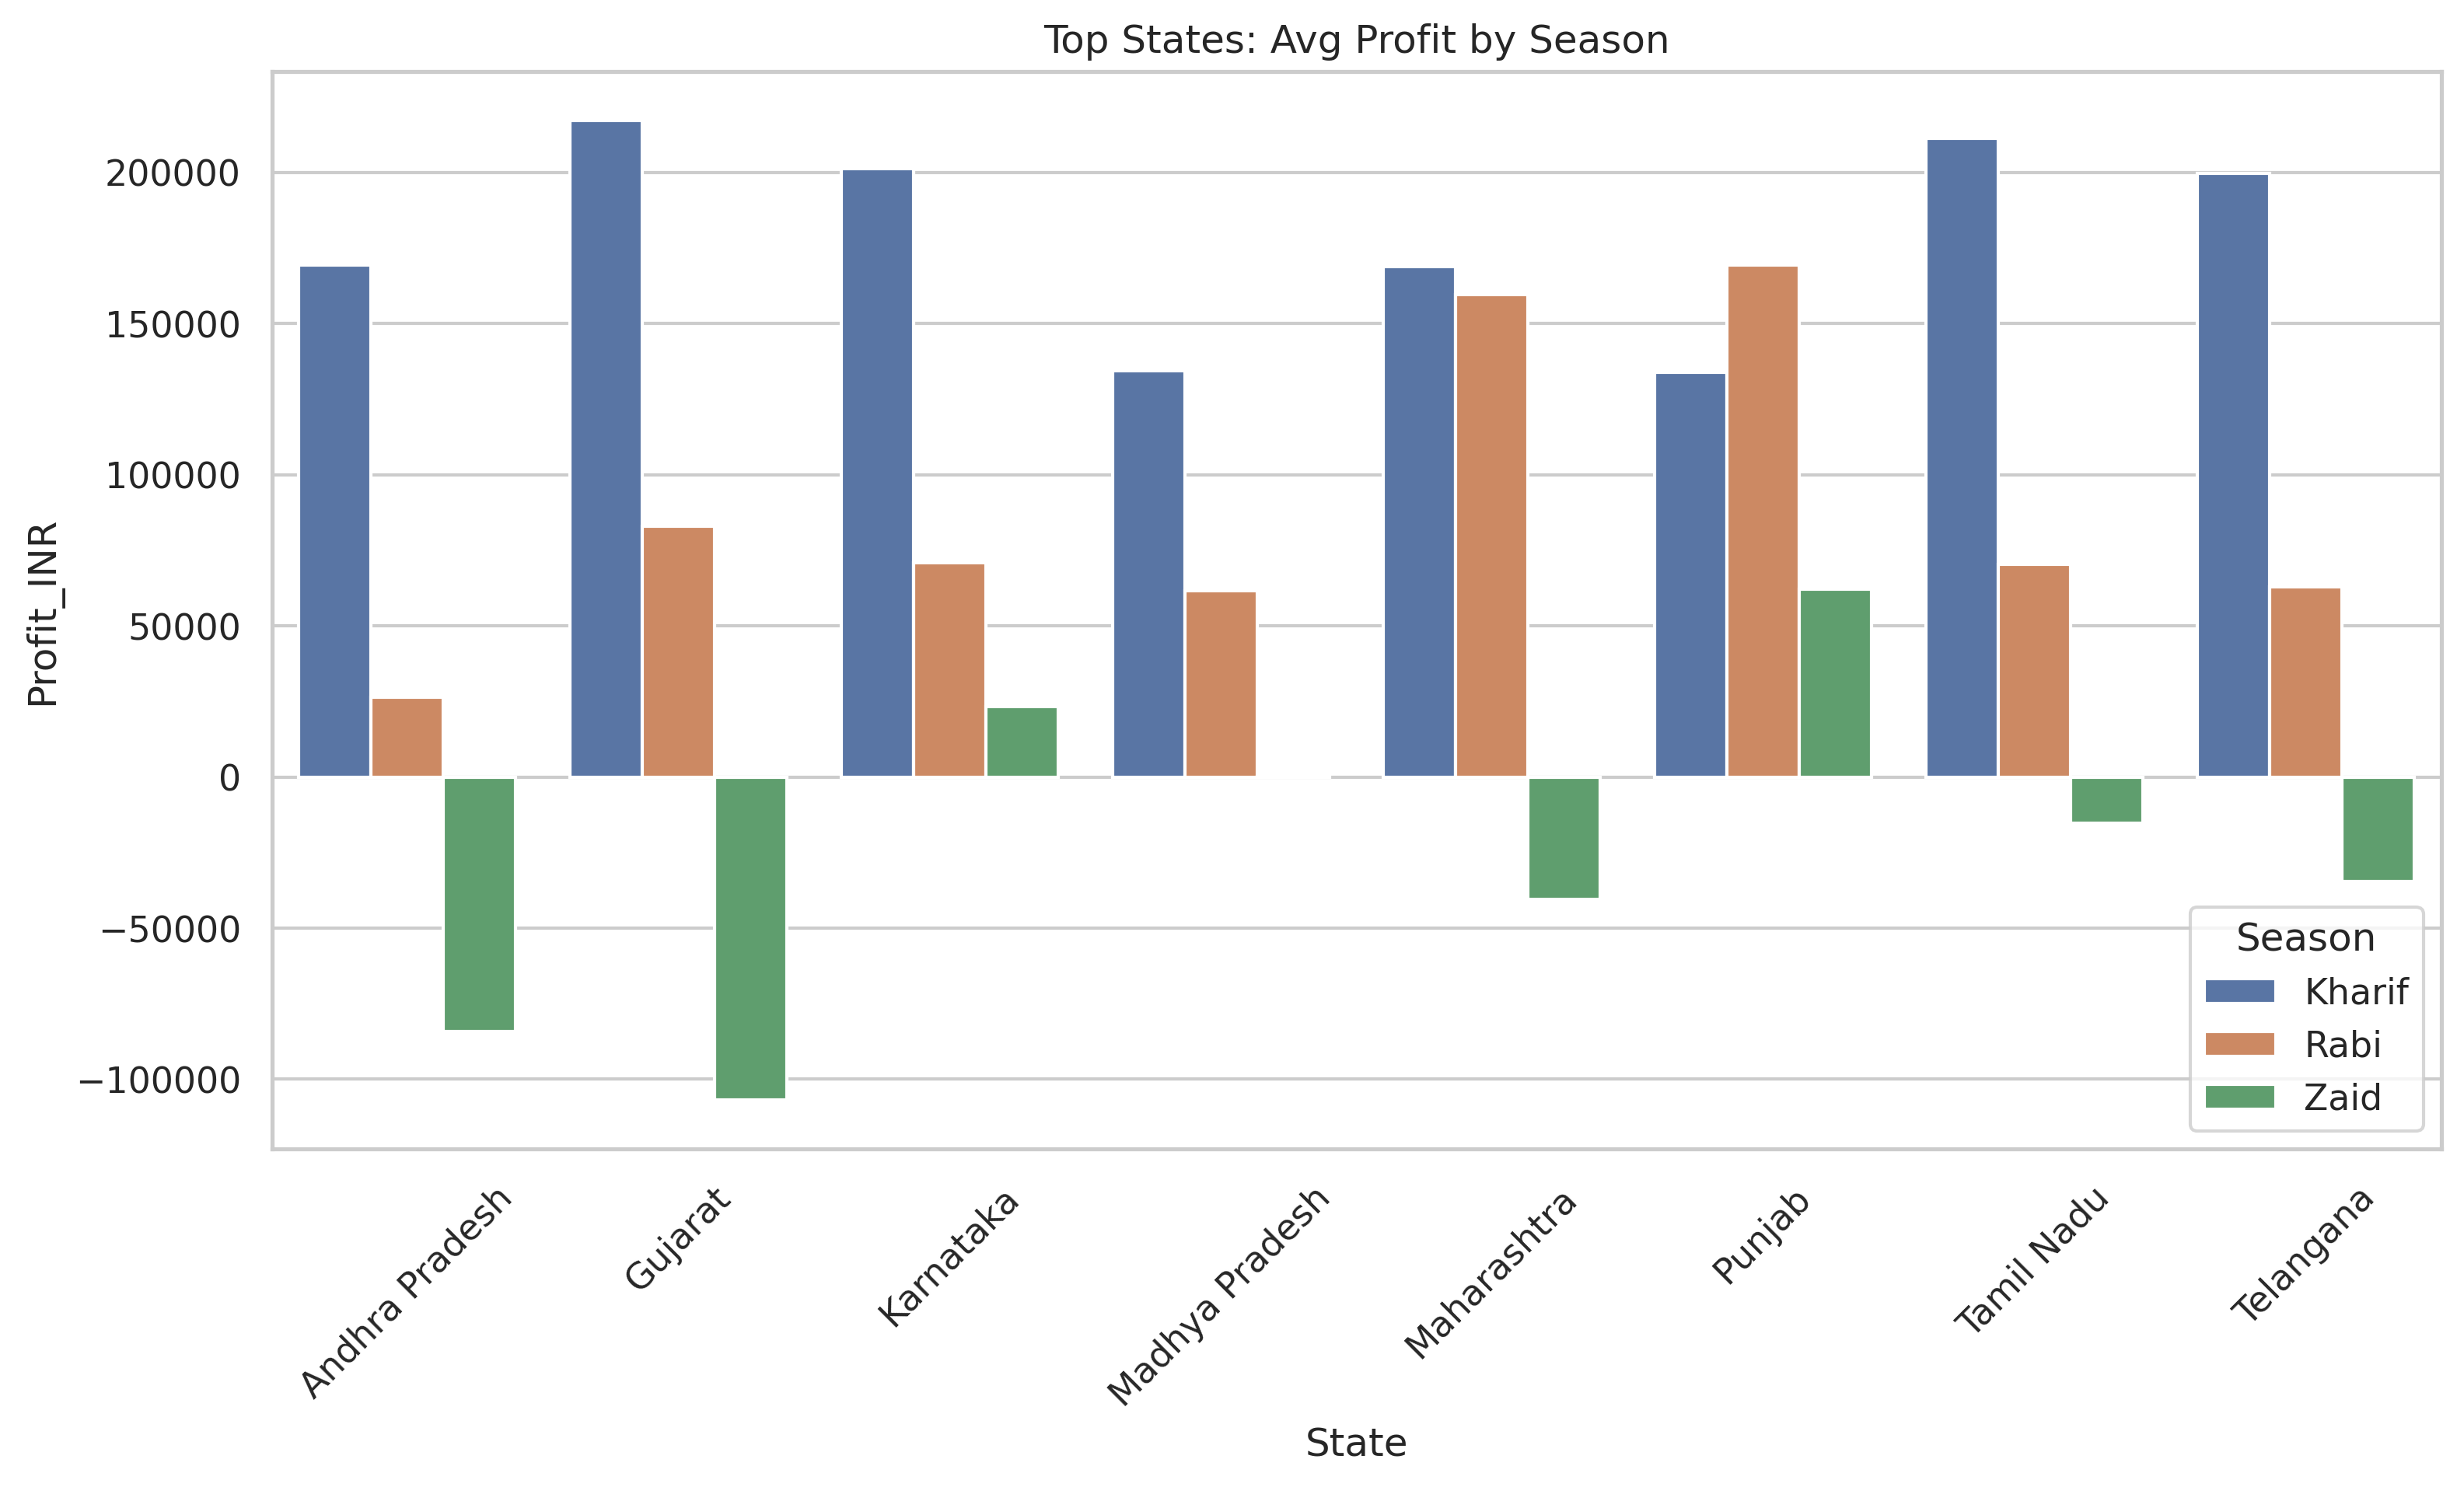 Top States: Avg Profit by Season
Profit_INR
200000
150000
100000
50000
0
−50000
−100000
Season
Kharif
Rabi
Zaid
Andhra Pradesh
Gujarat
Karnataka
Madhya Pradesh
Maharashtra
Punjab
Tamil Nadu
Telangana
State